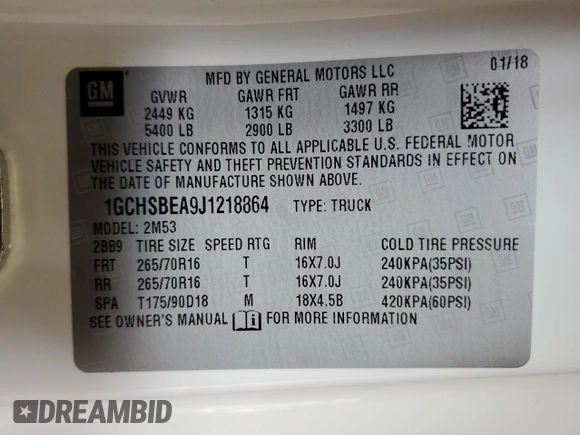 GM
MFD BY GENERAL MOTORS LLC 01/18
GVWR GAWR FRT GAWR RR
2449 KG 1315 KG 1497 KG
5400 LB 2900 LB 3300 LB
THIS VEHICLE CONFORMS TO ALL APPLICABLE U.S. FEDERAL MOTOR
VEHICLE SAFETY AND THEFT PREVENTION STANDARDS IN EFFECT ON
THE DATE OF MANUFACTURE SHOWN ABOVE.
1GCHSBEA9J1218864 TYPE: TRUCK
MODEL: 2M53
2BB9 TIRE SIZE SPEED RTG RIM COLD TIRE PRESSURE
FRT 265/70R16 T 16X7.0J 240KPA(35PSI)
RR 265/70R16 T 16X7.0J 240KPA(35PSI)
SPA T175/90D18 M 18X4.5B 420KPA(60PSI)
SEE OWNER'S MANUAL i FOR MORE INFORMATION
DREAMBID